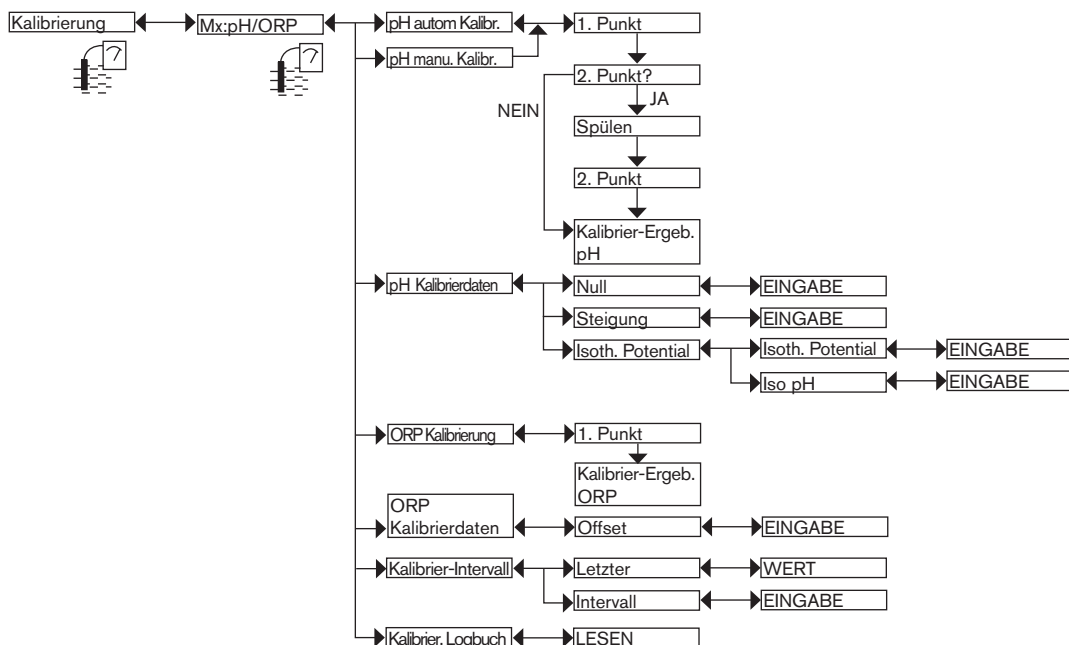 Kalibrierung
Mx:pH/ORP
pH autom Kalibr.
1. Punkt
pH manu. Kalibr.
2. Punkt?
NEIN
JA
Spülen
2. Punkt
Kalibrier-Ergeb.
pH
pH Kalibrierdaten
Null
EINGABE
Steigung
EINGABE
Isoth. Potential
Isoth. Potential
EINGABE
Iso pH
EINGABE
ORP Kalibrierung
1. Punkt
Kalibrier-Ergeb.
ORP
ORP
Kalibrierdaten
Offset
EINGABE
Kalibrier-Intervall
Letzter
WERT
Intervall
EINGABE
Kalibrier. Logbuch
LESEN